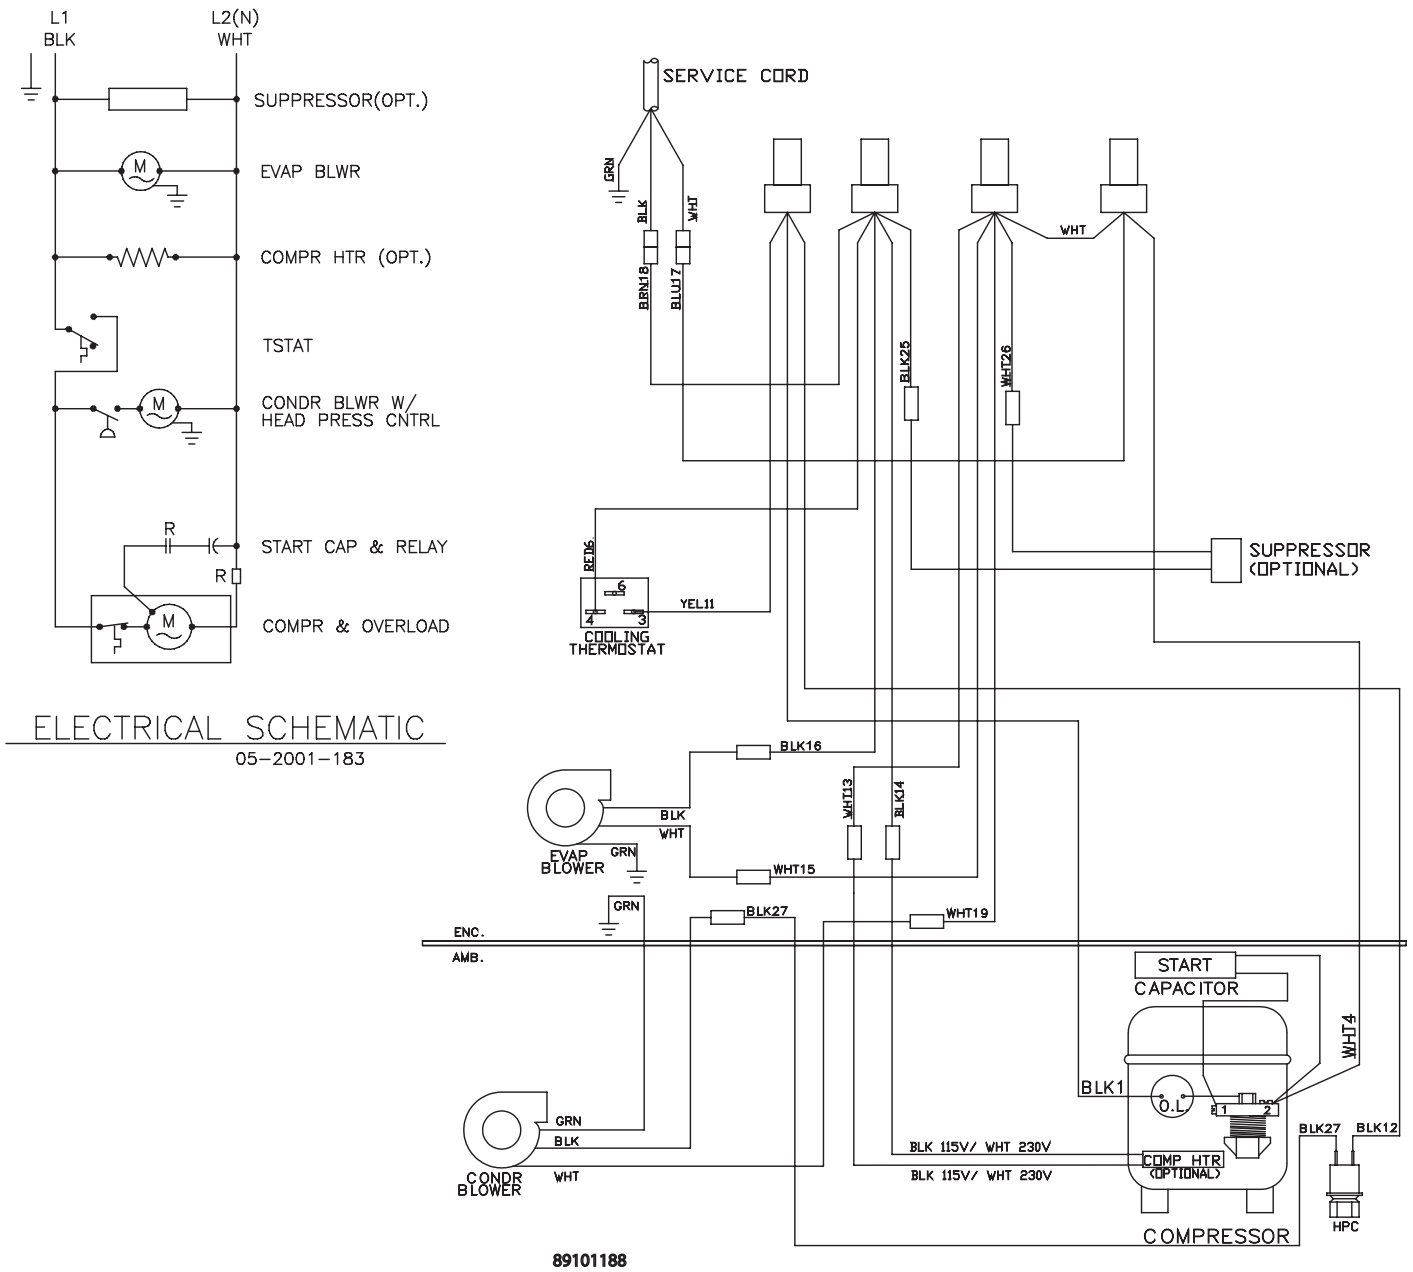 L1
BLK
L2(N)
WHT
SUPPRESSOR(OPT.)
EVAP BLWR
M
COMPR HTR (OPT.)
TSTAT
CONDR BLWR W/
HEAD PRESS CNTRL
M
R
START CAP & RELAY
R
M
COMPR & OVERLOAD
ELECTRICAL SCHEMATIC
05-2001-183
SERVICE CORD
GRN
BLK
WHT
BRN18
BLU17
WHT
BLK25
WHT26
SUPPRESSOR
(OPTIONAL)
RED6
6
4
3
YEL11
COOLING
THERMOSTAT
BLK16
WHT13
BLK14
BLK
WHT
GRN
EVAP
BLOWER
WHT15
GRN
BLK27
WHT19
ENC.
AMB.
START
CAPACITOR
WHT4
BLK1
O.L.
1
2
BLK27
BLK12
GRN
BLK
WHT
CONDR
BLOWER
BLK 115V/ WHT 230V
BLK 115V/ WHT 230V
COMP HTR
(OPTIONAL)
HPC
COMPRESSOR
89101188